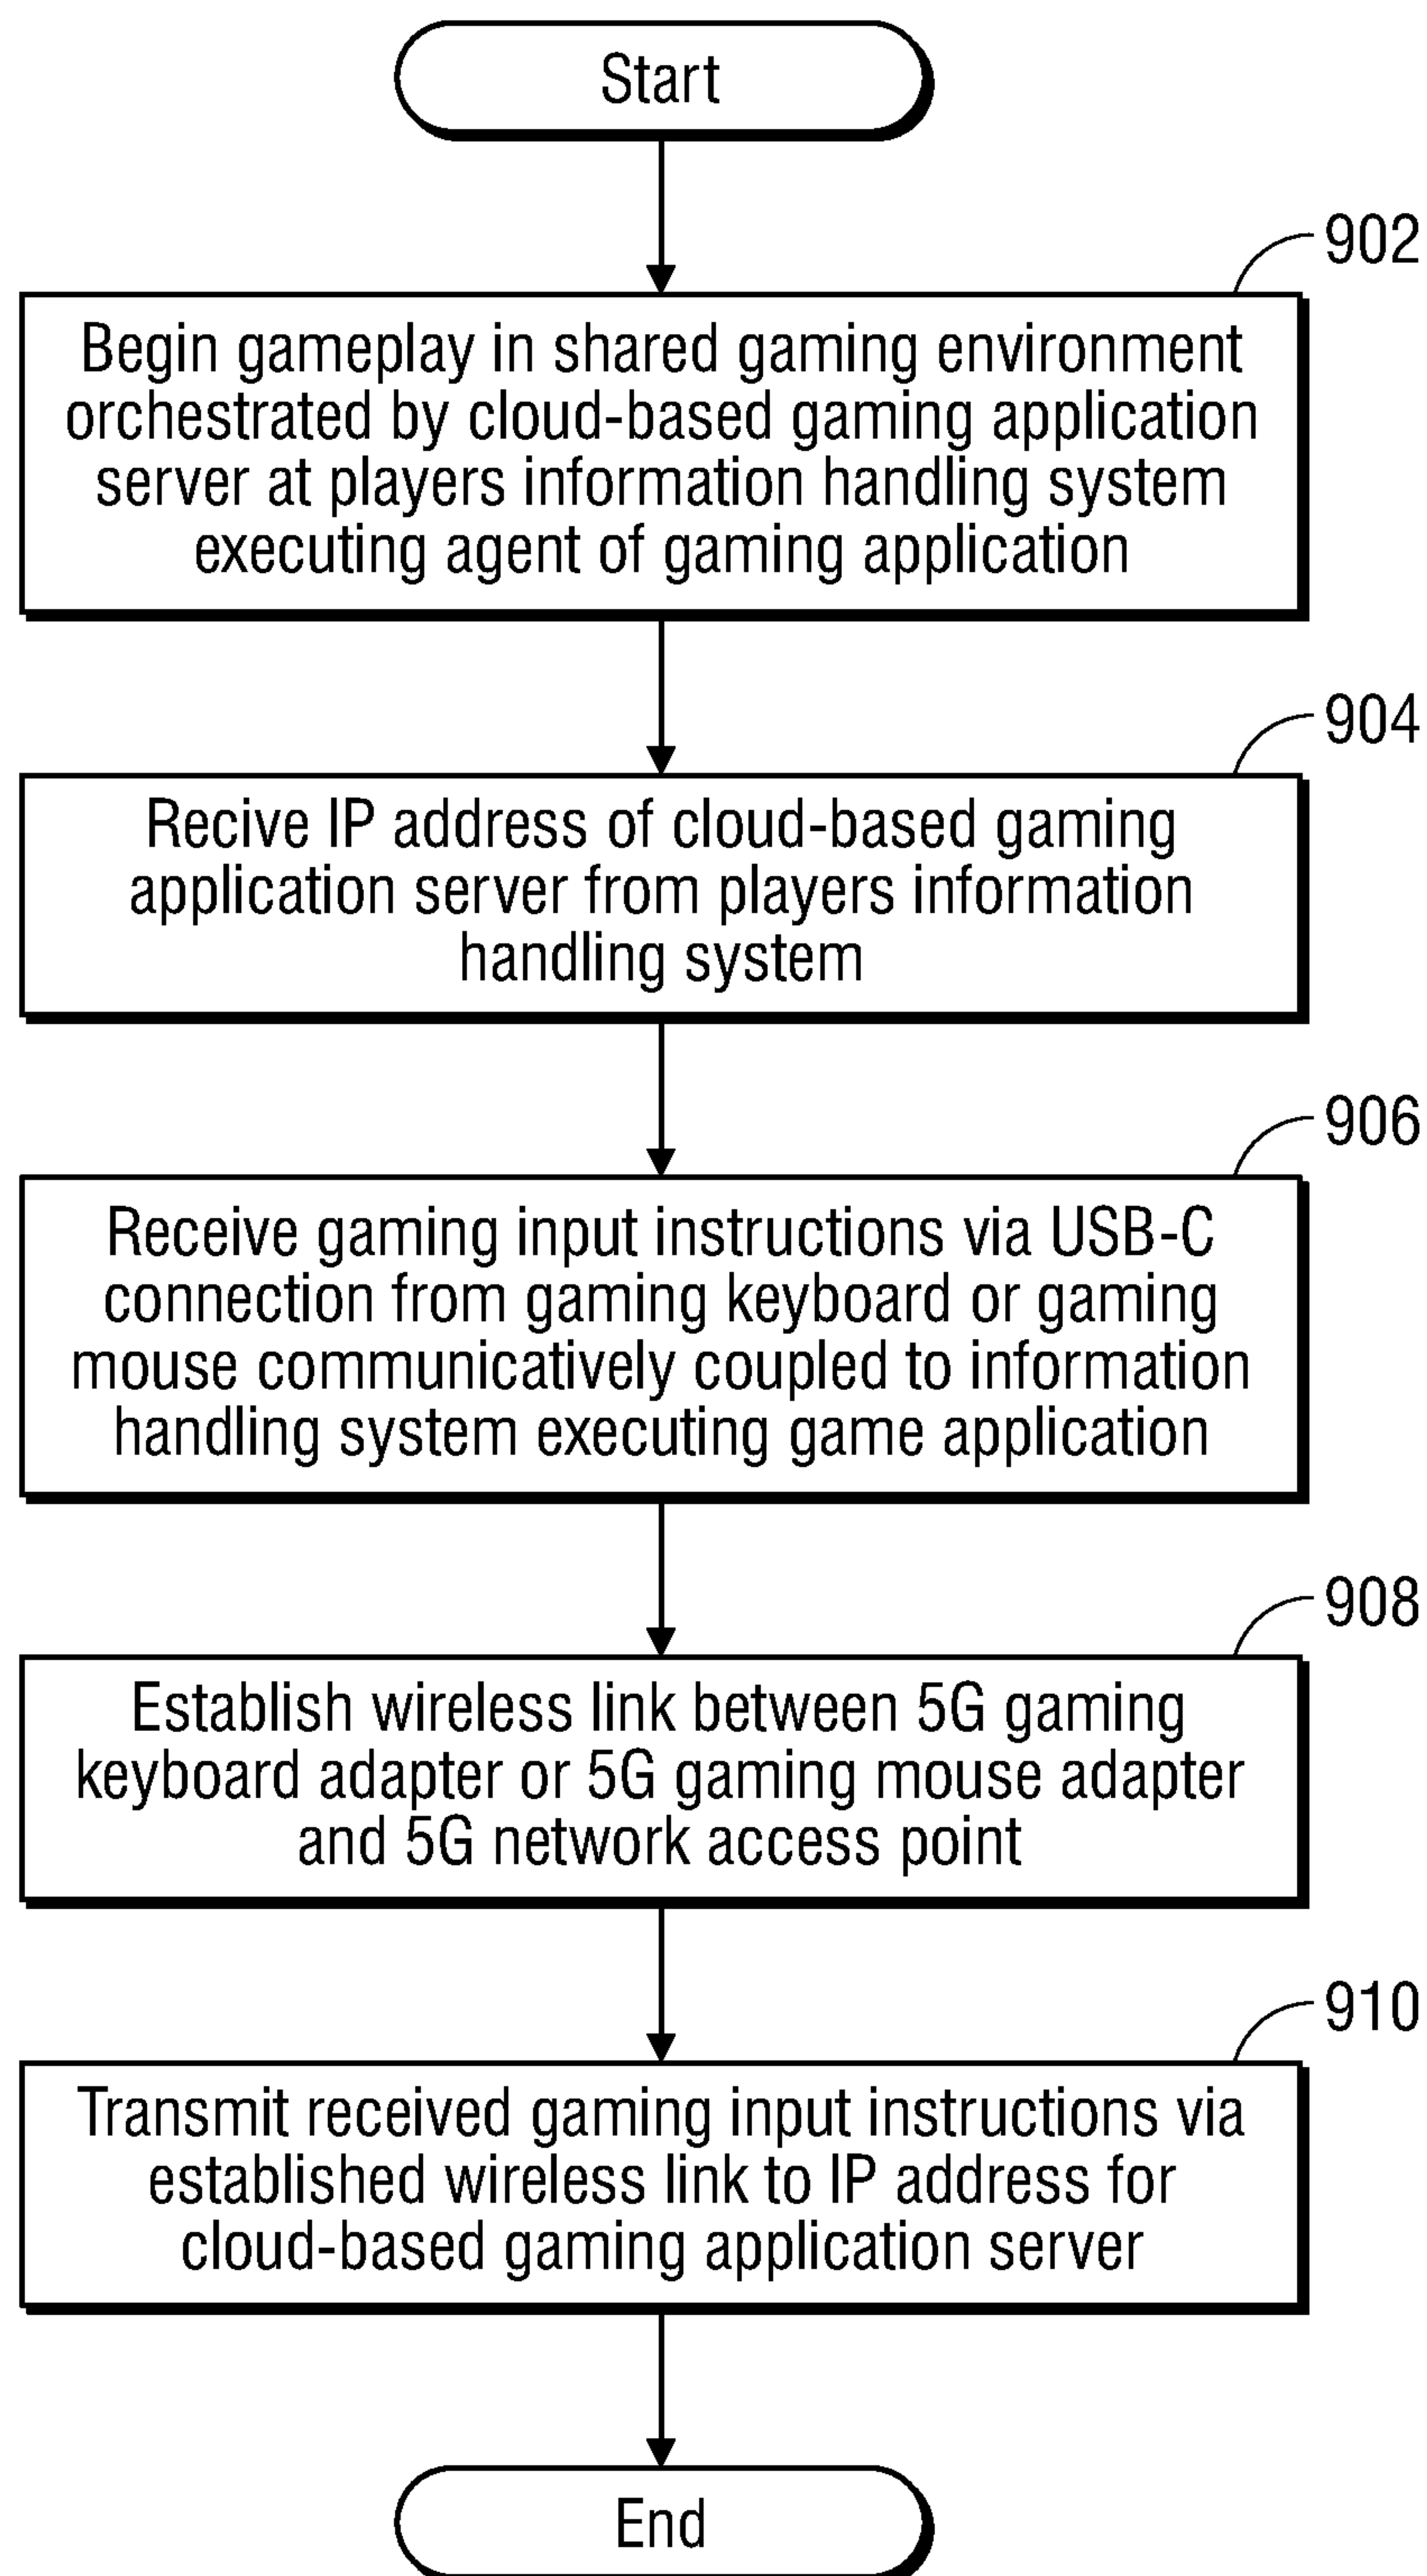 Start
902
Begin gameplay in shared gaming environment
orchestrated by cloud-based gaming application
server at players information handling system
executing agent of gaming application
904
Recive IP address of cloud-based gaming
application server from players information
handling system
906
Receive gaming input instructions via USB-C
connection from gaming keyboard or gaming
mouse communicatively coupled to information
handling system executing game application
908
Establish wireless link between 5G gaming
keyboard adapter or 5G gaming mouse adapter
and 5G network access point
910
Transmit received gaming input instructions via
established wireless link to IP address for
cloud-based gaming application server
End